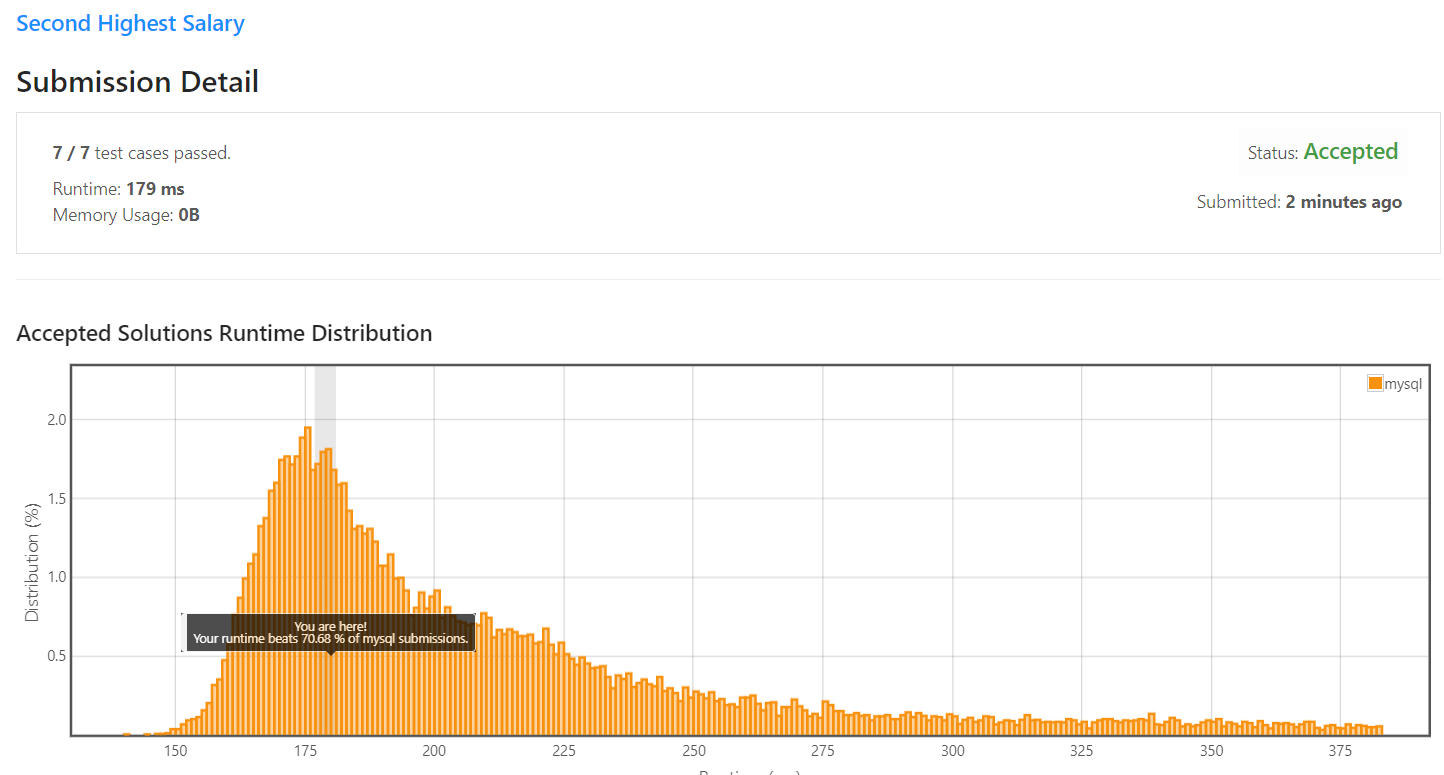 Second Highest Salary
Submission Detail
7 / 7 test cases passed.
Status: Accepted
Runtime: 179 ms
Memory Usage: 0B
Submitted: 2 minutes ago
Accepted Solutions Runtime Distribution
mysql
2.0
1.5
1.0
0.5
Distribution (%)
You are here!
Your runtime beats 70.68 % of mysql submissions.
150
175
200
225
250
275
300
325
350
375